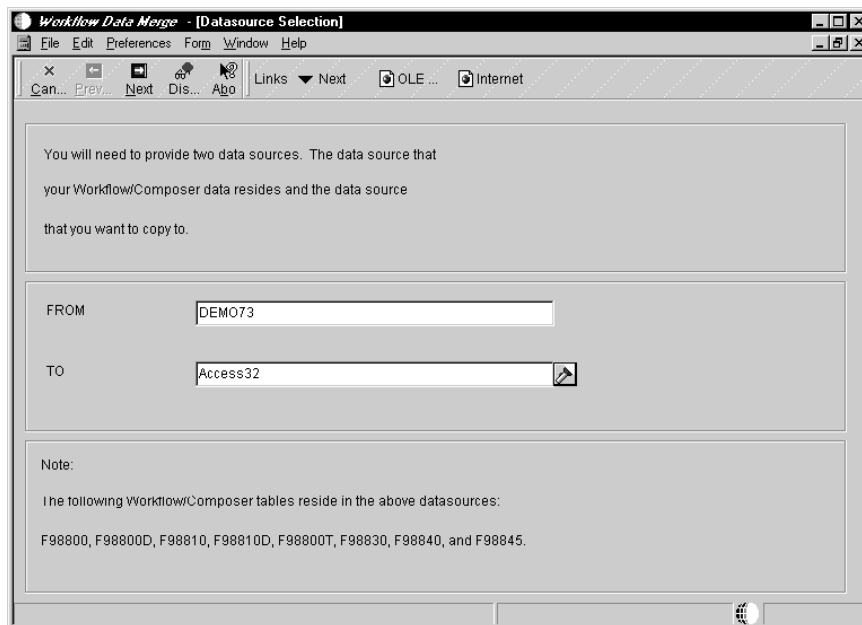 Workflow Data Merge - [Datasource Selection]
File Edit Preferences Form Window Help
Can... Prev... Next Dis... Abo Links Next OLE ... Internet
You will need to provide two data sources. The data source that
your Workflow/Composer data resides and the data source
that you want to copy to.
FROM DEMO73
TO Access32
Note:
The following Workflow/Composer tables reside in the above datasources:
F98800, F98800D, F98810, F98810D, F98800T, F98830, F98840, and F98845.